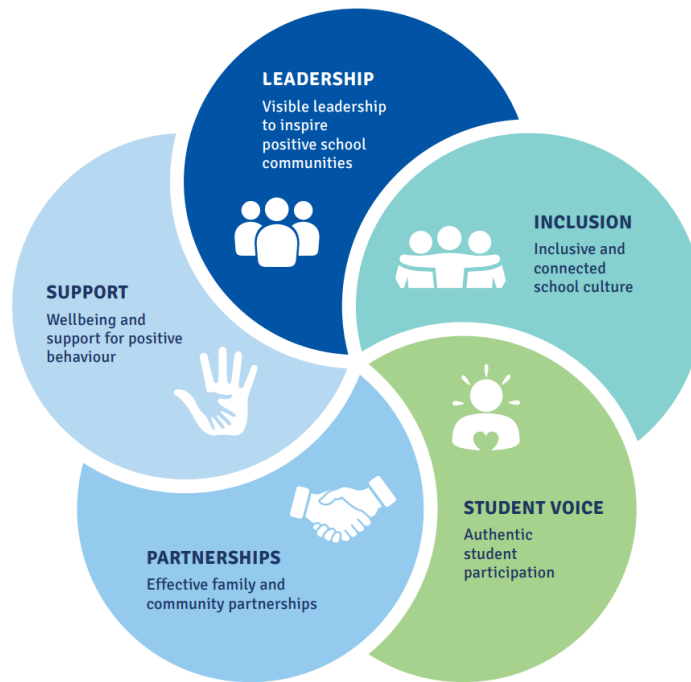 LEADERSHIP
Visible leadership
to inspire
positive school
communities
INCLUSION
Inclusive and
connected
school culture
STUDENT VOICE
Authentic
student
participation
PARTNERSHIPS
Effective family and
community partnerships
SUPPORT
Wellbeing and
support for positive
behaviour